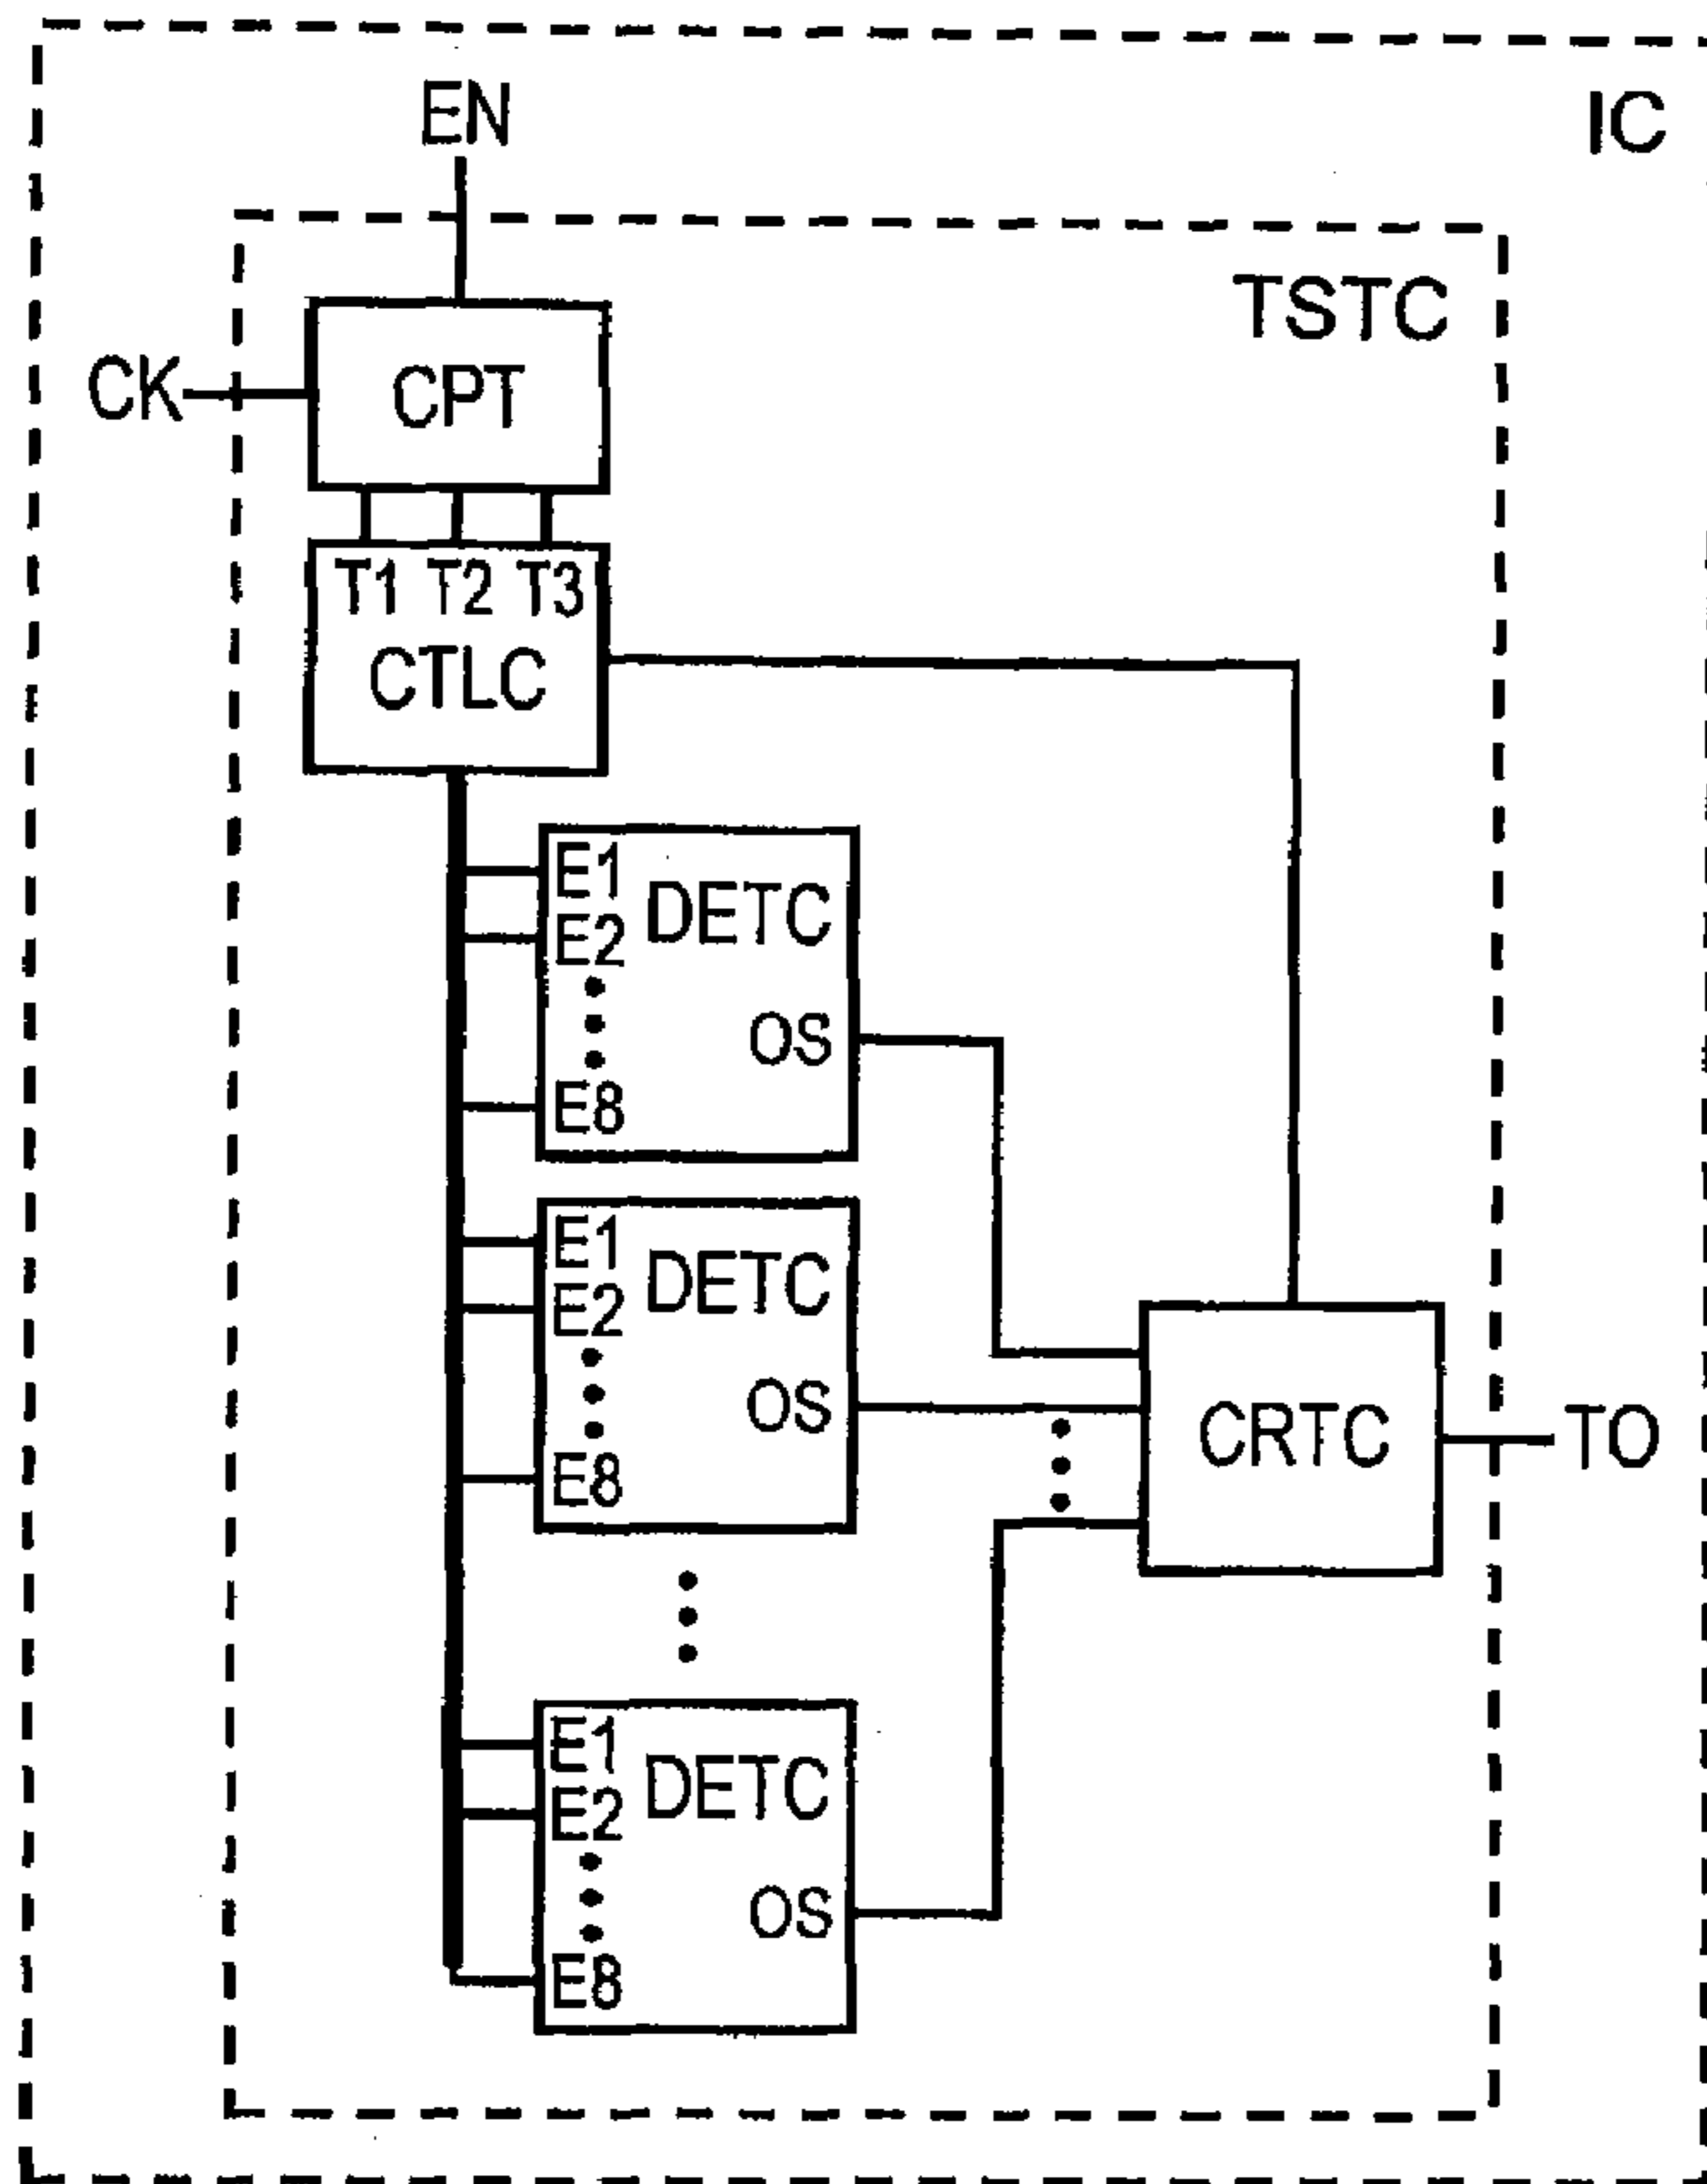 EN
IC
TSTC
CK
CPT
T1 T2 T3
CTLC
E1
DETC
E2
OS
E8
E1
DETC
E2
OS
E8
CRTC
TO
E1
DETC
E2
OS
E8